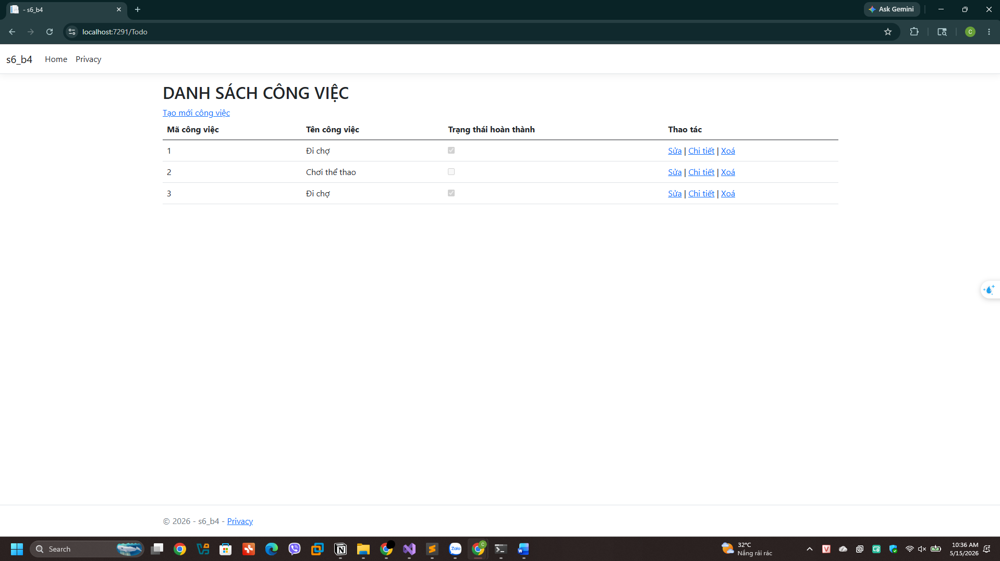 - s6_b4
Ask Gemini
localhost:7291/Todo
C
s6_b4 Home Privacy
DANH SÁCH CÔNG VIỆC
Tạo mới công việc
Mã công việc Tên công việc Trạng thái hoàn thành Thao tác
1 Đi chợ Sửa | Chi tiết | Xoá
2 Chơi thể thao Sửa | Chi tiết | Xoá
3 Đi chợ Sửa | Chi tiết | Xoá
© 2026 - s6_b4 - Privacy
Search
Zalo
C
32°C
Nắng rải rác
10:36 AM
5/15/2026